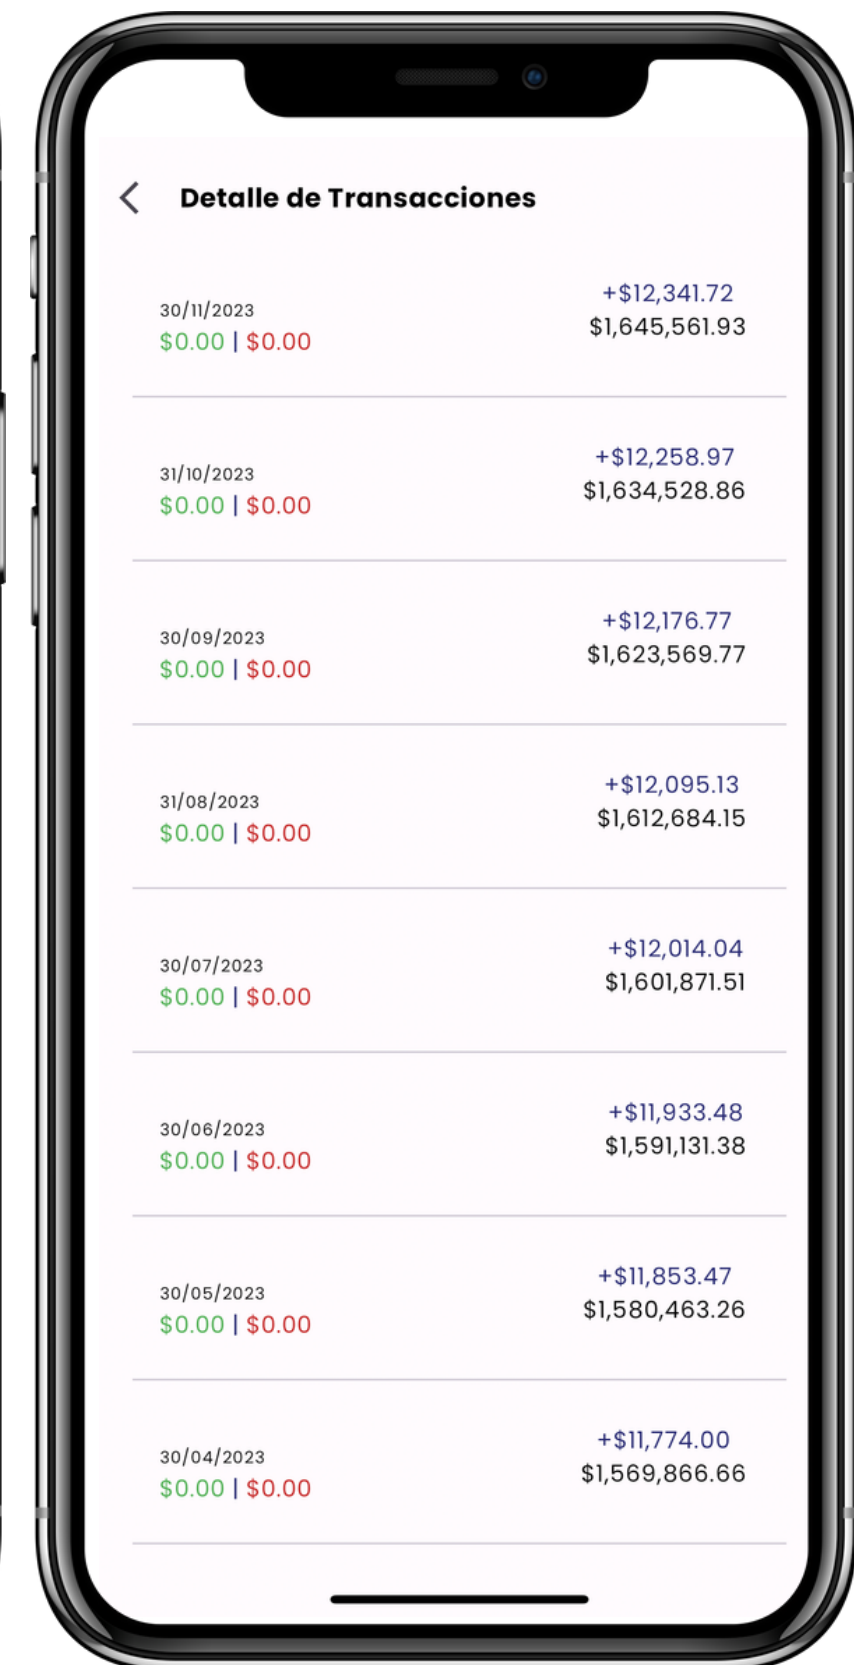 Detalle de Transacciones
+$12,341.72
30/11/2023
$1,645,561.93
$0.00 | $0.00
+$12,258.97
31/10/2023
$1,634,528.86
$0.00 | $0.00
+$12,176.77
30/09/2023
$1,623,569.77
$0.00 | $0.00
+$12,095.13
31/08/2023
$1,612,684.15
$0.00 | $0.00
+$12,014.04
30/07/2023
$1,601,871.51
$0.00 | $0.00
+$11,933.48
30/06/2023
$1,591,131.38
$0.00 | $0.00
+$11,853.47
30/05/2023
$1,580,463.26
$0.00 | $0.00
+$11,774.00
30/04/2023
$1,569,866.66
$0.00 | $0.00